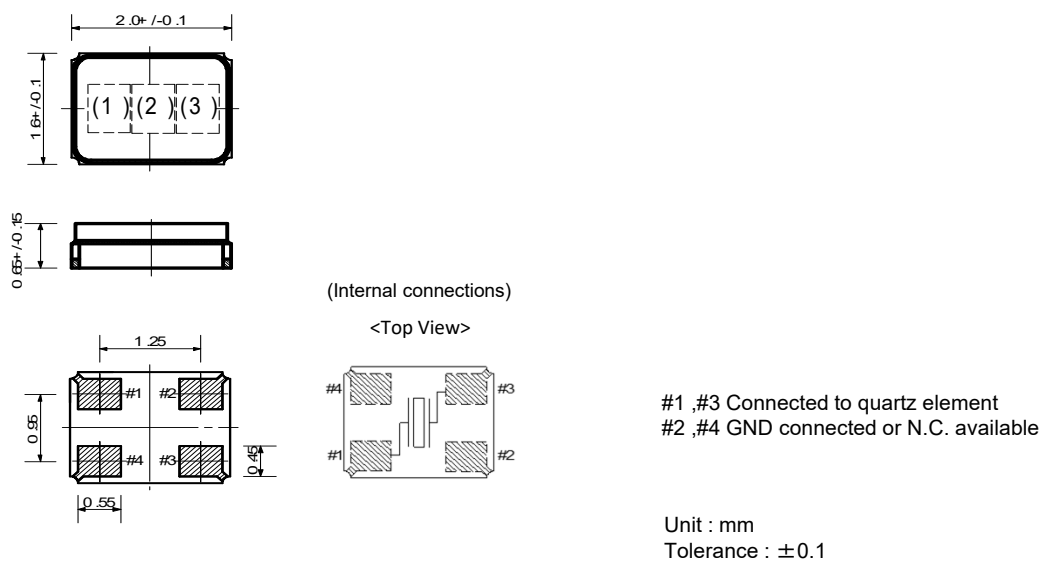 2.0+/-0.1
1.6+/-0.1
(1 ) (2 ) (3 )
0.65+/-0.15
(Internal connections)
<Top View>
1.25
0.95
#1 #2
#4 #3
0.45
0.55
#4 #3
#1 #2
#1 ,#3 Connected to quartz element
#2 ,#4 GND connected or N.C. available
Unit : mm
Tolerance : ±0.1